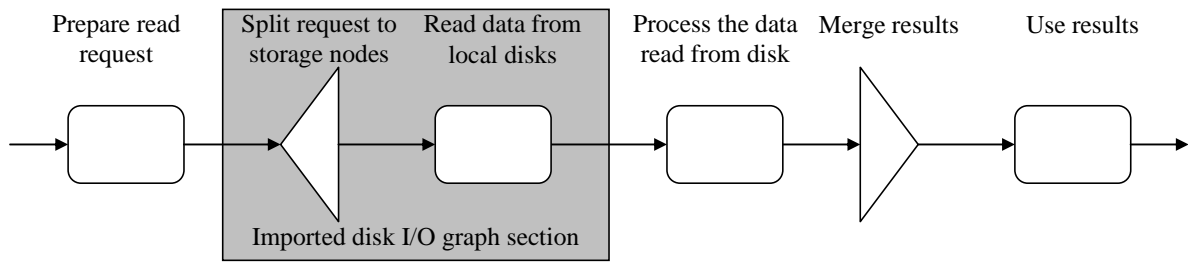 Prepare read
request
Split request to
storage nodes
Read data from
local disks
Process the data
read from disk
Merge results
Use results
Imported disk I/O graph section